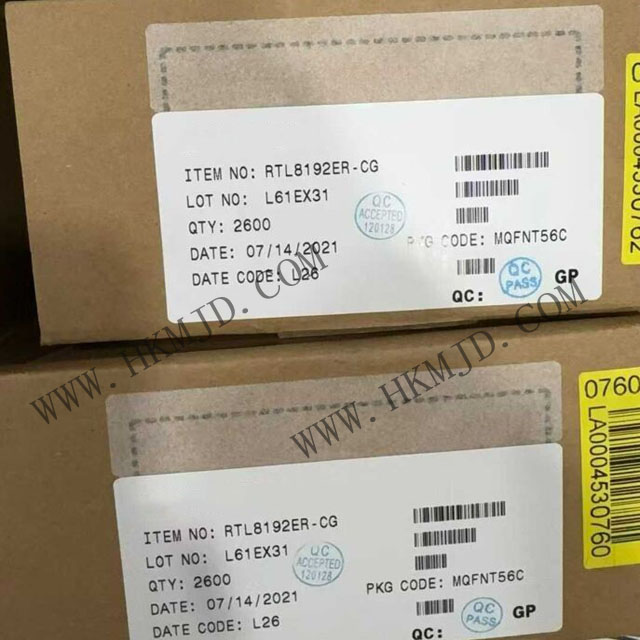 ITEM NO: RTL8192ER-CG
LOT NO: L61EX31
QTY: 2600
DATE: 07/14/2021
DATE CODE: L26
QC
ACCEPTED
120128
PKG CODE: MQFNT56C
QC
PASS
QC:
GP
WWW.HKMJD.COM
WWW.HKMJD.COM
ITEM NO: RTL8192ER-CG
LOT NO: L61EX31
QTY: 2600
DATE: 07/14/2021
DATE CODE: L26
QC
ACCEPTED
120128
PKG CODE: MQFNT56C
QC
PASS
QC:
GP
0760
LA0004530760